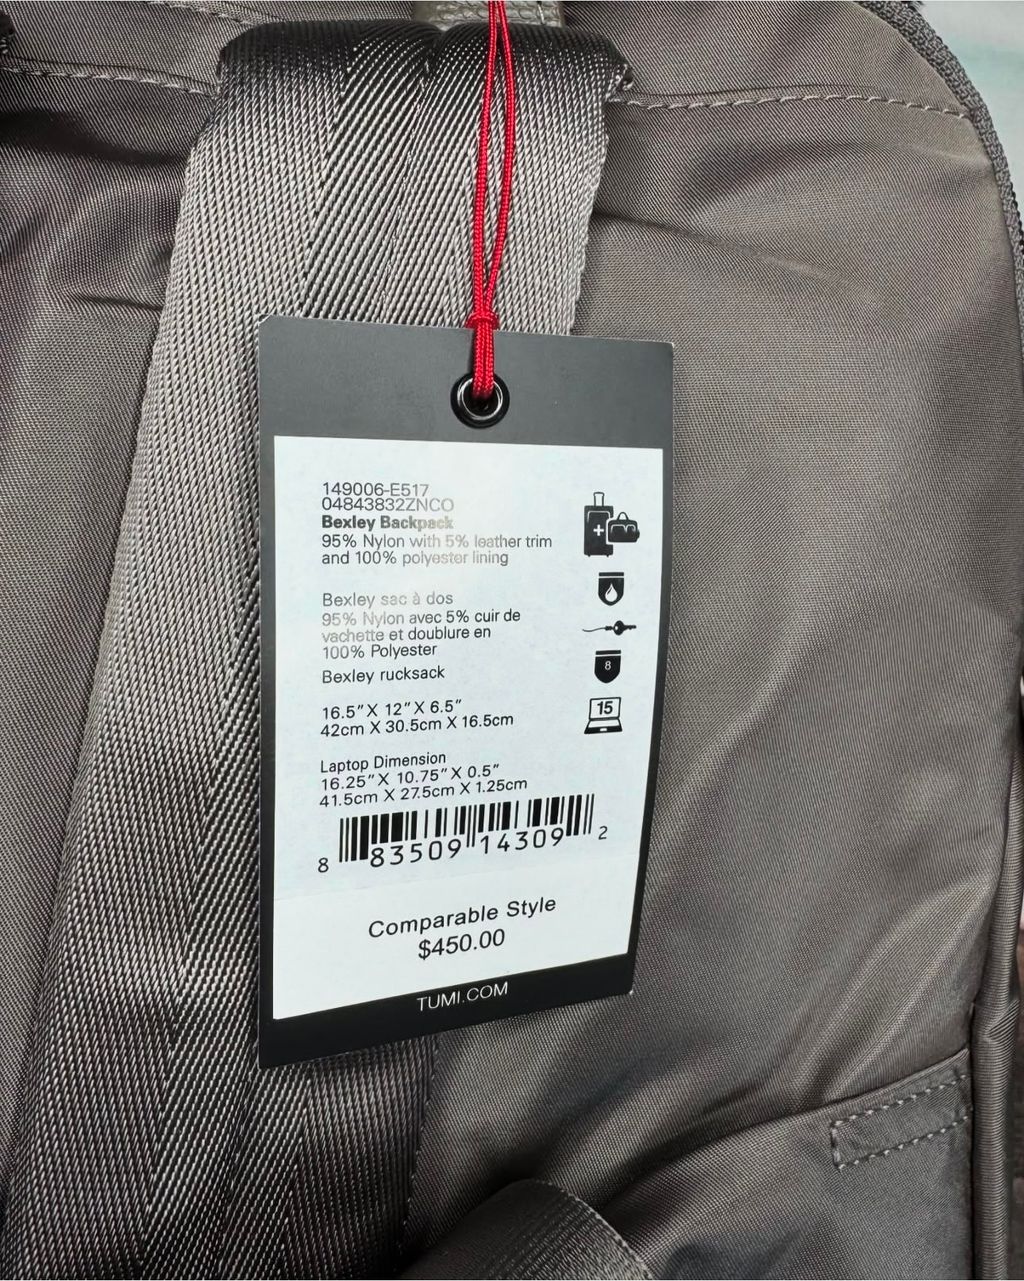 149006-E517
04843832ZNCO
Bexley Backpack
95% Nylon with 5% leather trim
and 100% polyester lining
Bexley sac à dos
95% Nylon avec 5% cuir de
vachette et doublure en
100% Polyester
Bexley rucksack
8
16.5" X 12" X 6.5"
42cm X 30.5cm X 16.5cm
15
Laptop Dimension
16.25" X 10.75" X 0.5"
41.5cm X 27.5cm X 1.25cm
8 83509 14309 2
Comparable Style
$450.00
TUMI.COM